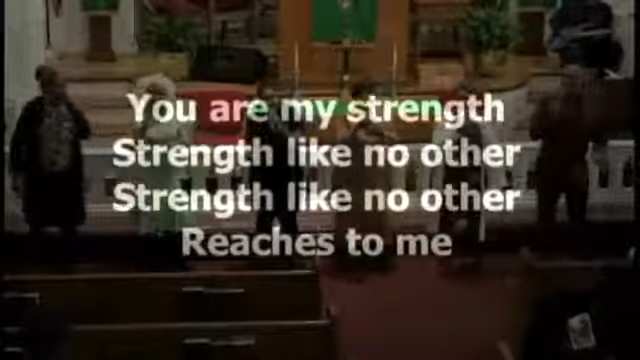 You are my strength
Strength like no other
Strength like no other
Reaches to me